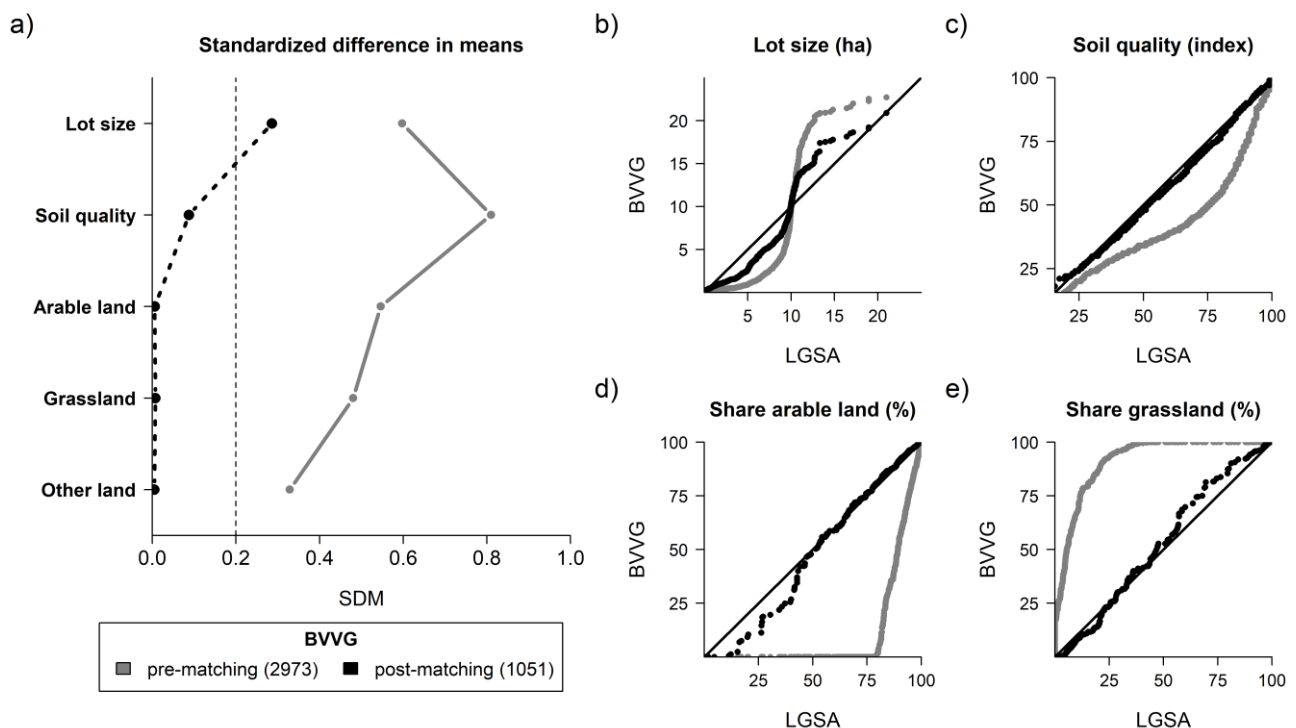 a)
Standardized difference in means
Lot size
Soil quality
Arable land
Grassland
Other land
0.0 0.2 0.4 0.6 0.8 1.0
SDM
BVVG
pre-matching (2973) post-matching (1051)
b)
Lot size (ha)
20
15
10
5
BVVG
5 10 15 20
LGSA
c)
Soil quality (index)
100
75
50
25
BVVG
25 50 75 100
LGSA
d)
Share arable land (%)
100
75
50
25
BVVG
25 50 75 100
LGSA
e)
Share grassland (%)
100
75
50
25
BVVG
25 50 75 100
LGSA